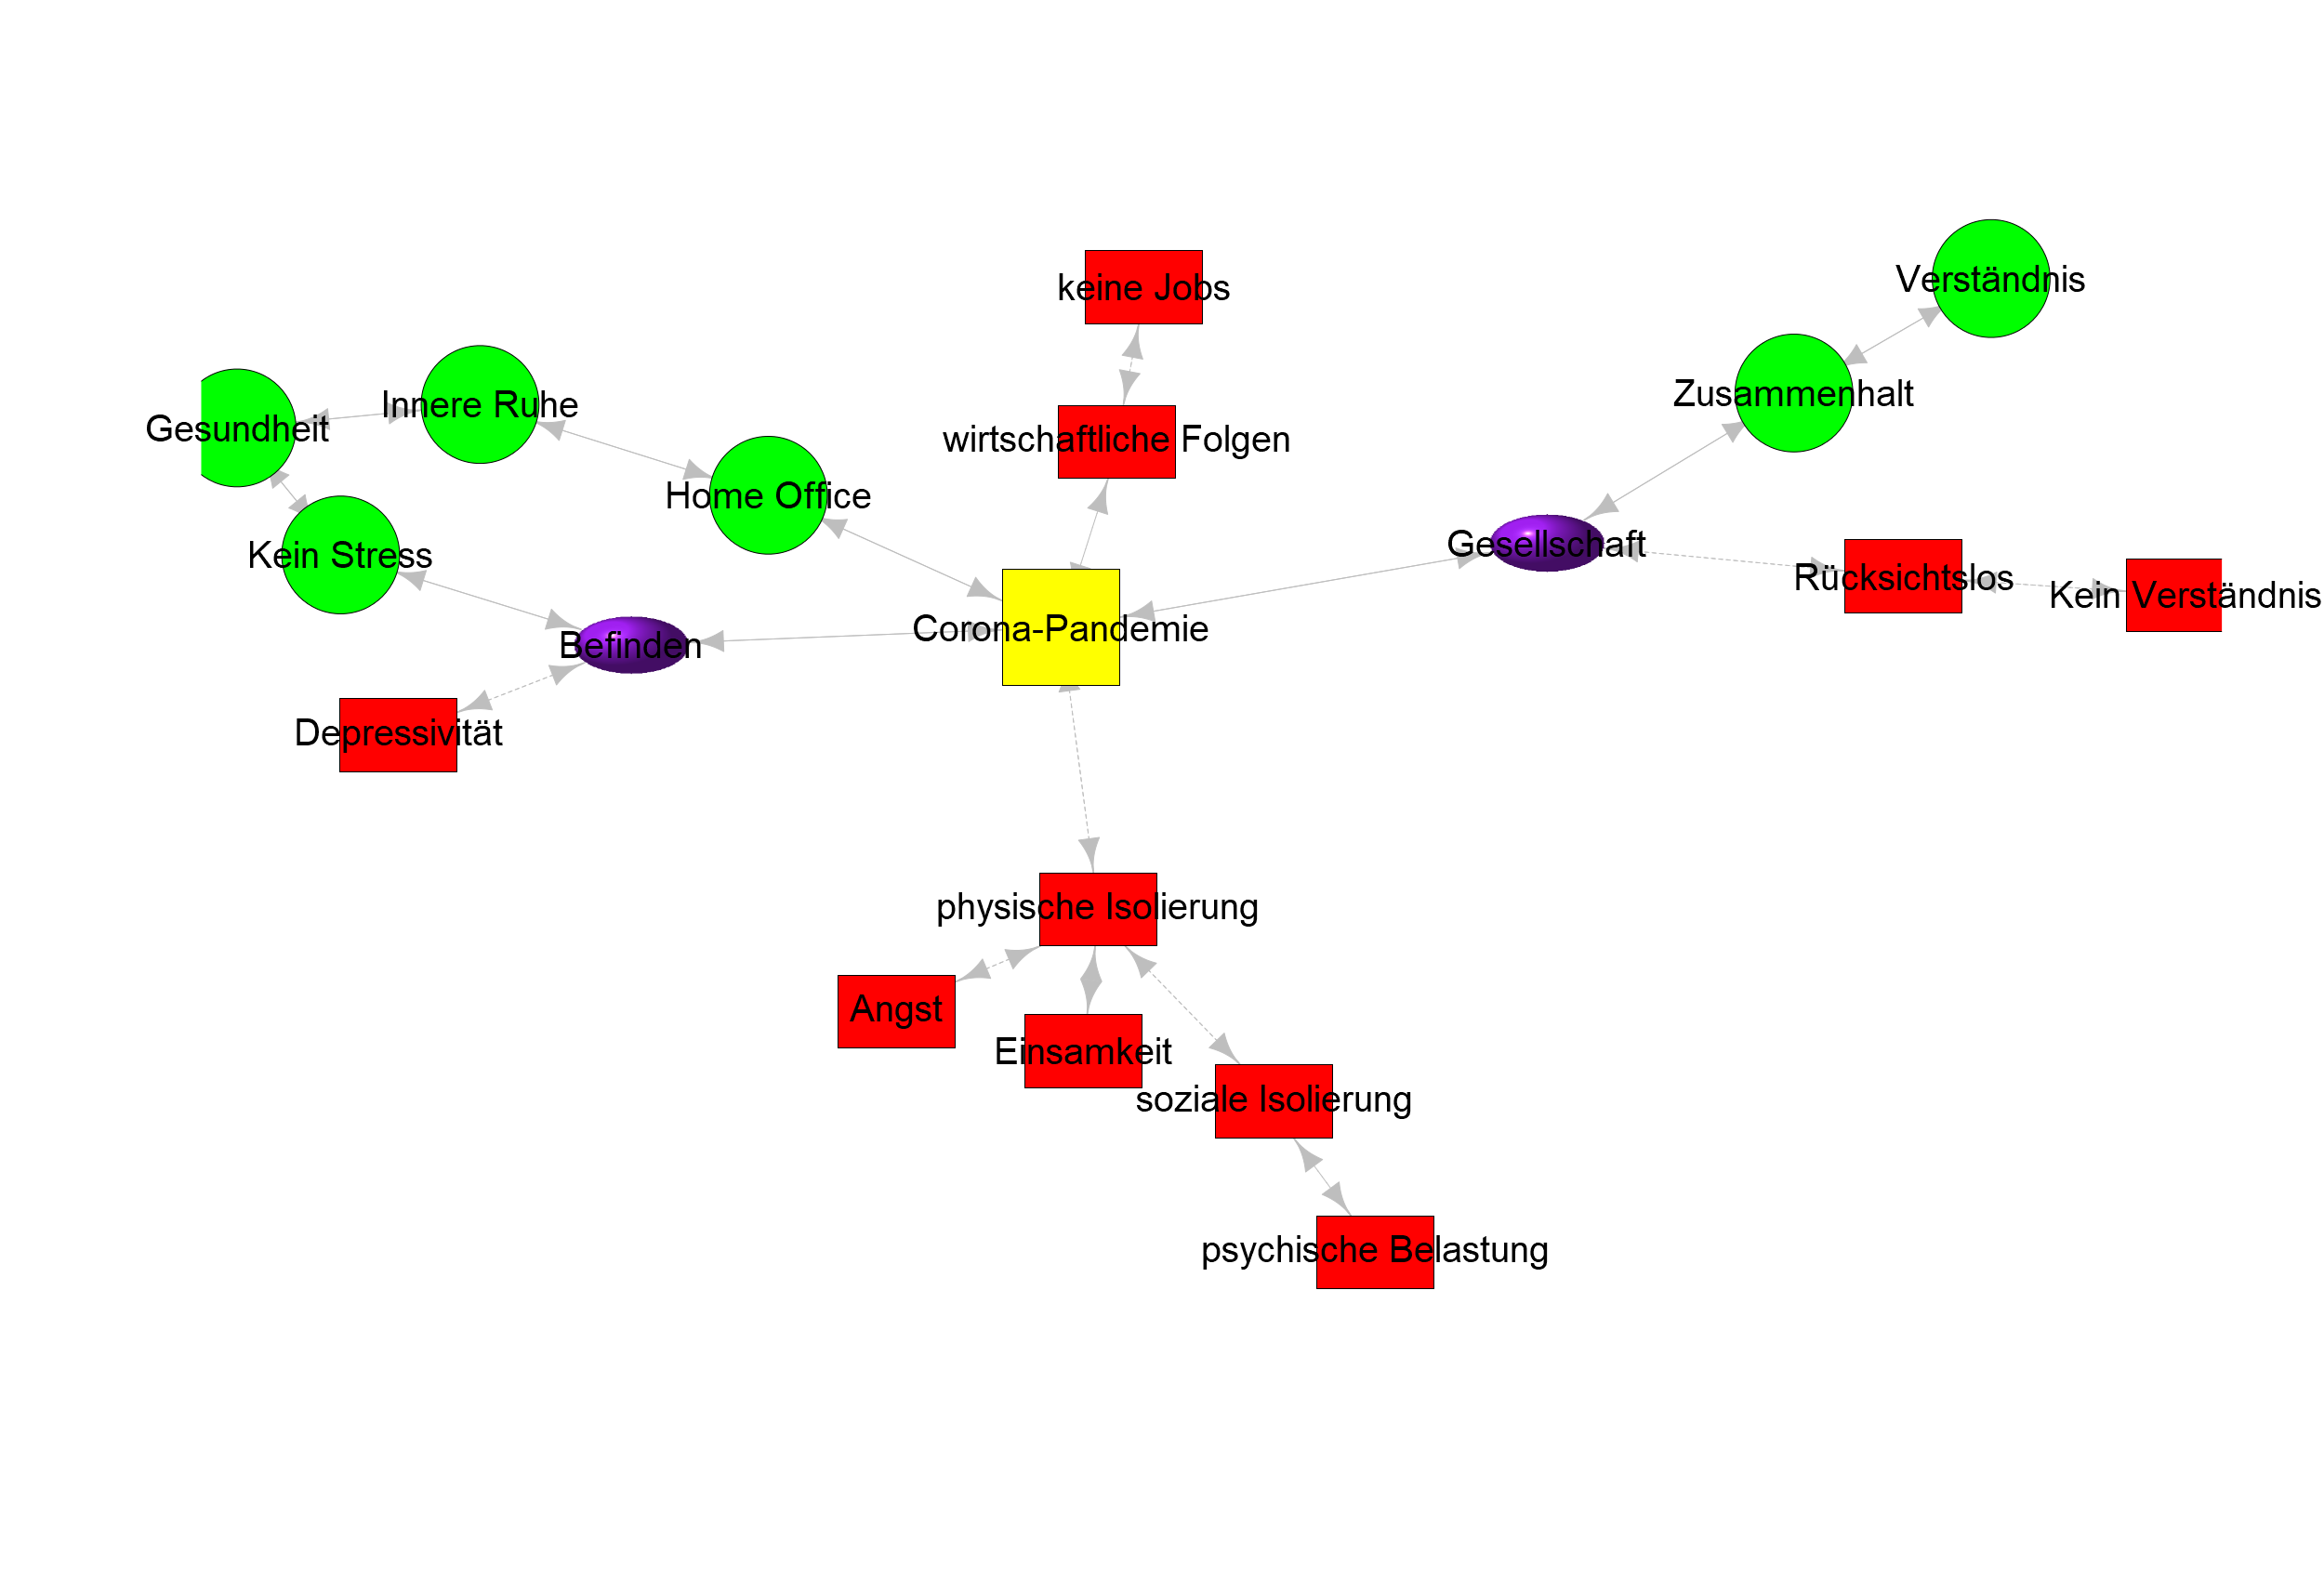 Verständnis
keine Jobs
Zusammenhalt
Innere Ruhe
Gesundheit
wirtschaftliche Folgen
Home Office
Gesellschaft
Kein Stress
Rücksichtslos
Kein Verständnis
Corona-Pandemie
Befinden
Depressivität
physische Isolierung
Angst
Einsamkeit
soziale Isolierung
psychische Belastung